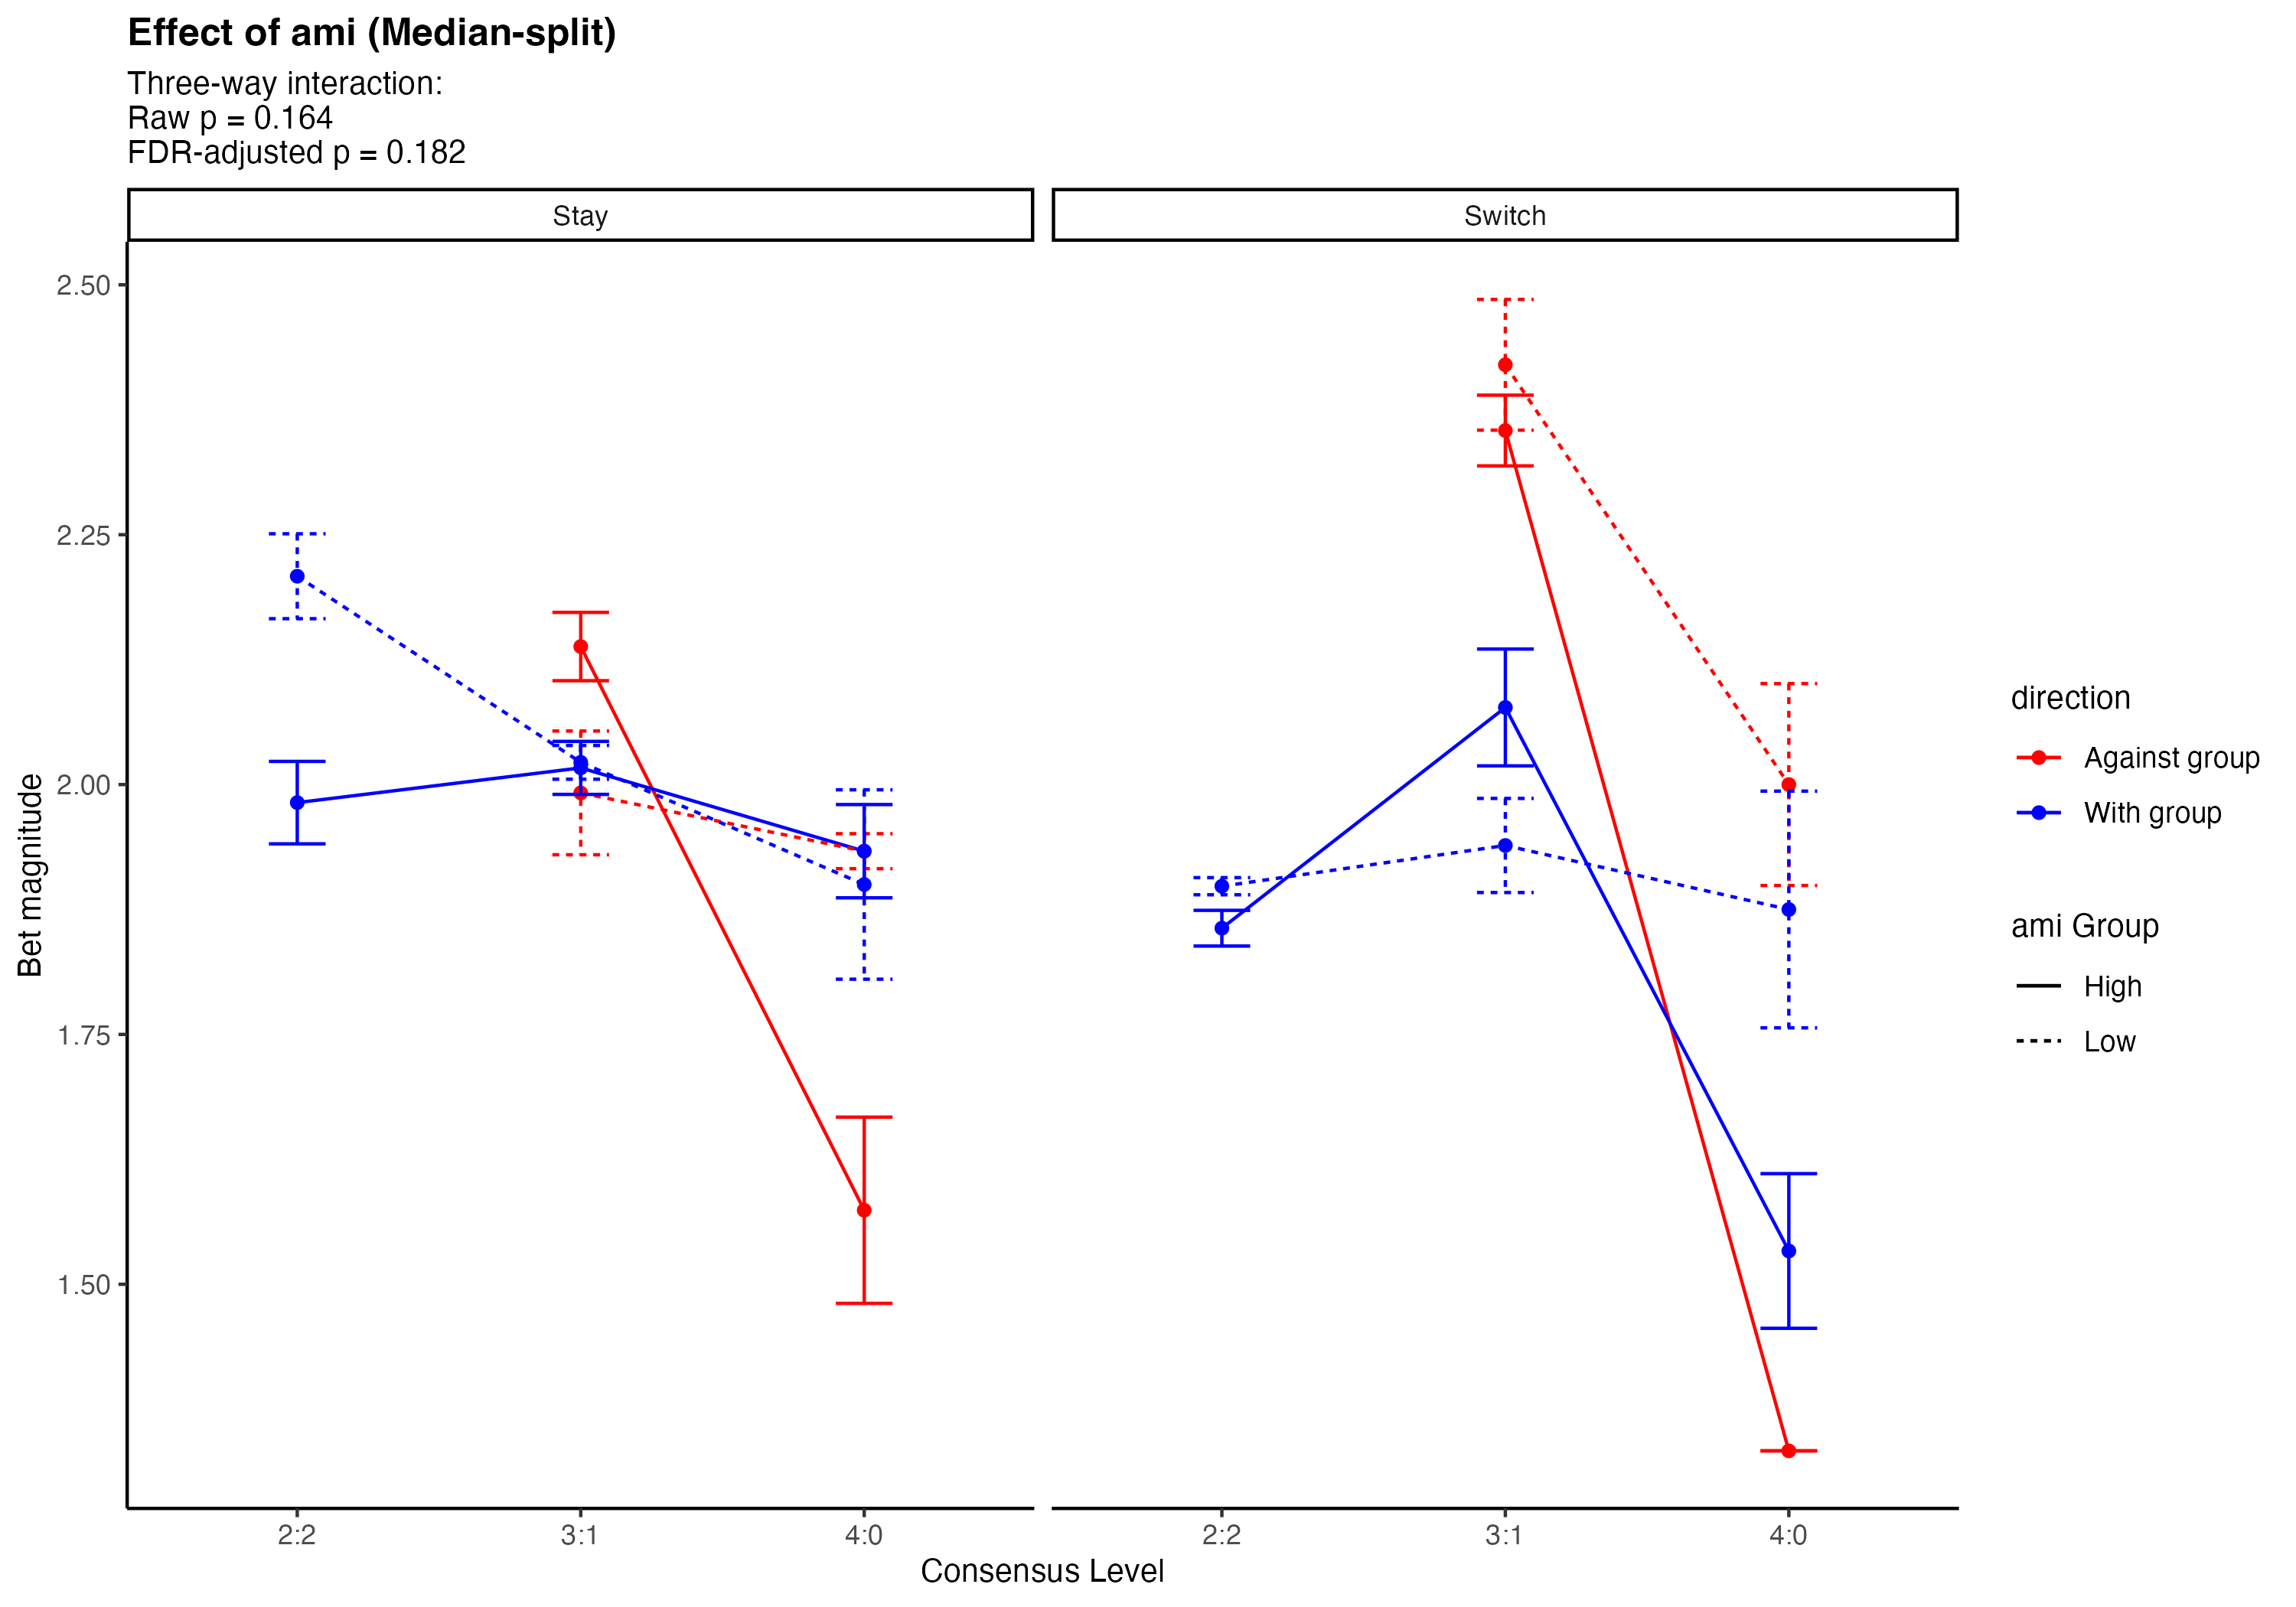 Effect of ami (Median-split)
Three-way interaction:
Raw p = 0.164
FDR-adjusted p = 0.182
Stay
Switch
2.50
2.25
2.00
1.75
1.50
Bet magnitude
2:2
3:1
4:0
2:2
3:1
4:0
Consensus Level
direction
Against group
With group
ami Group
High
Low